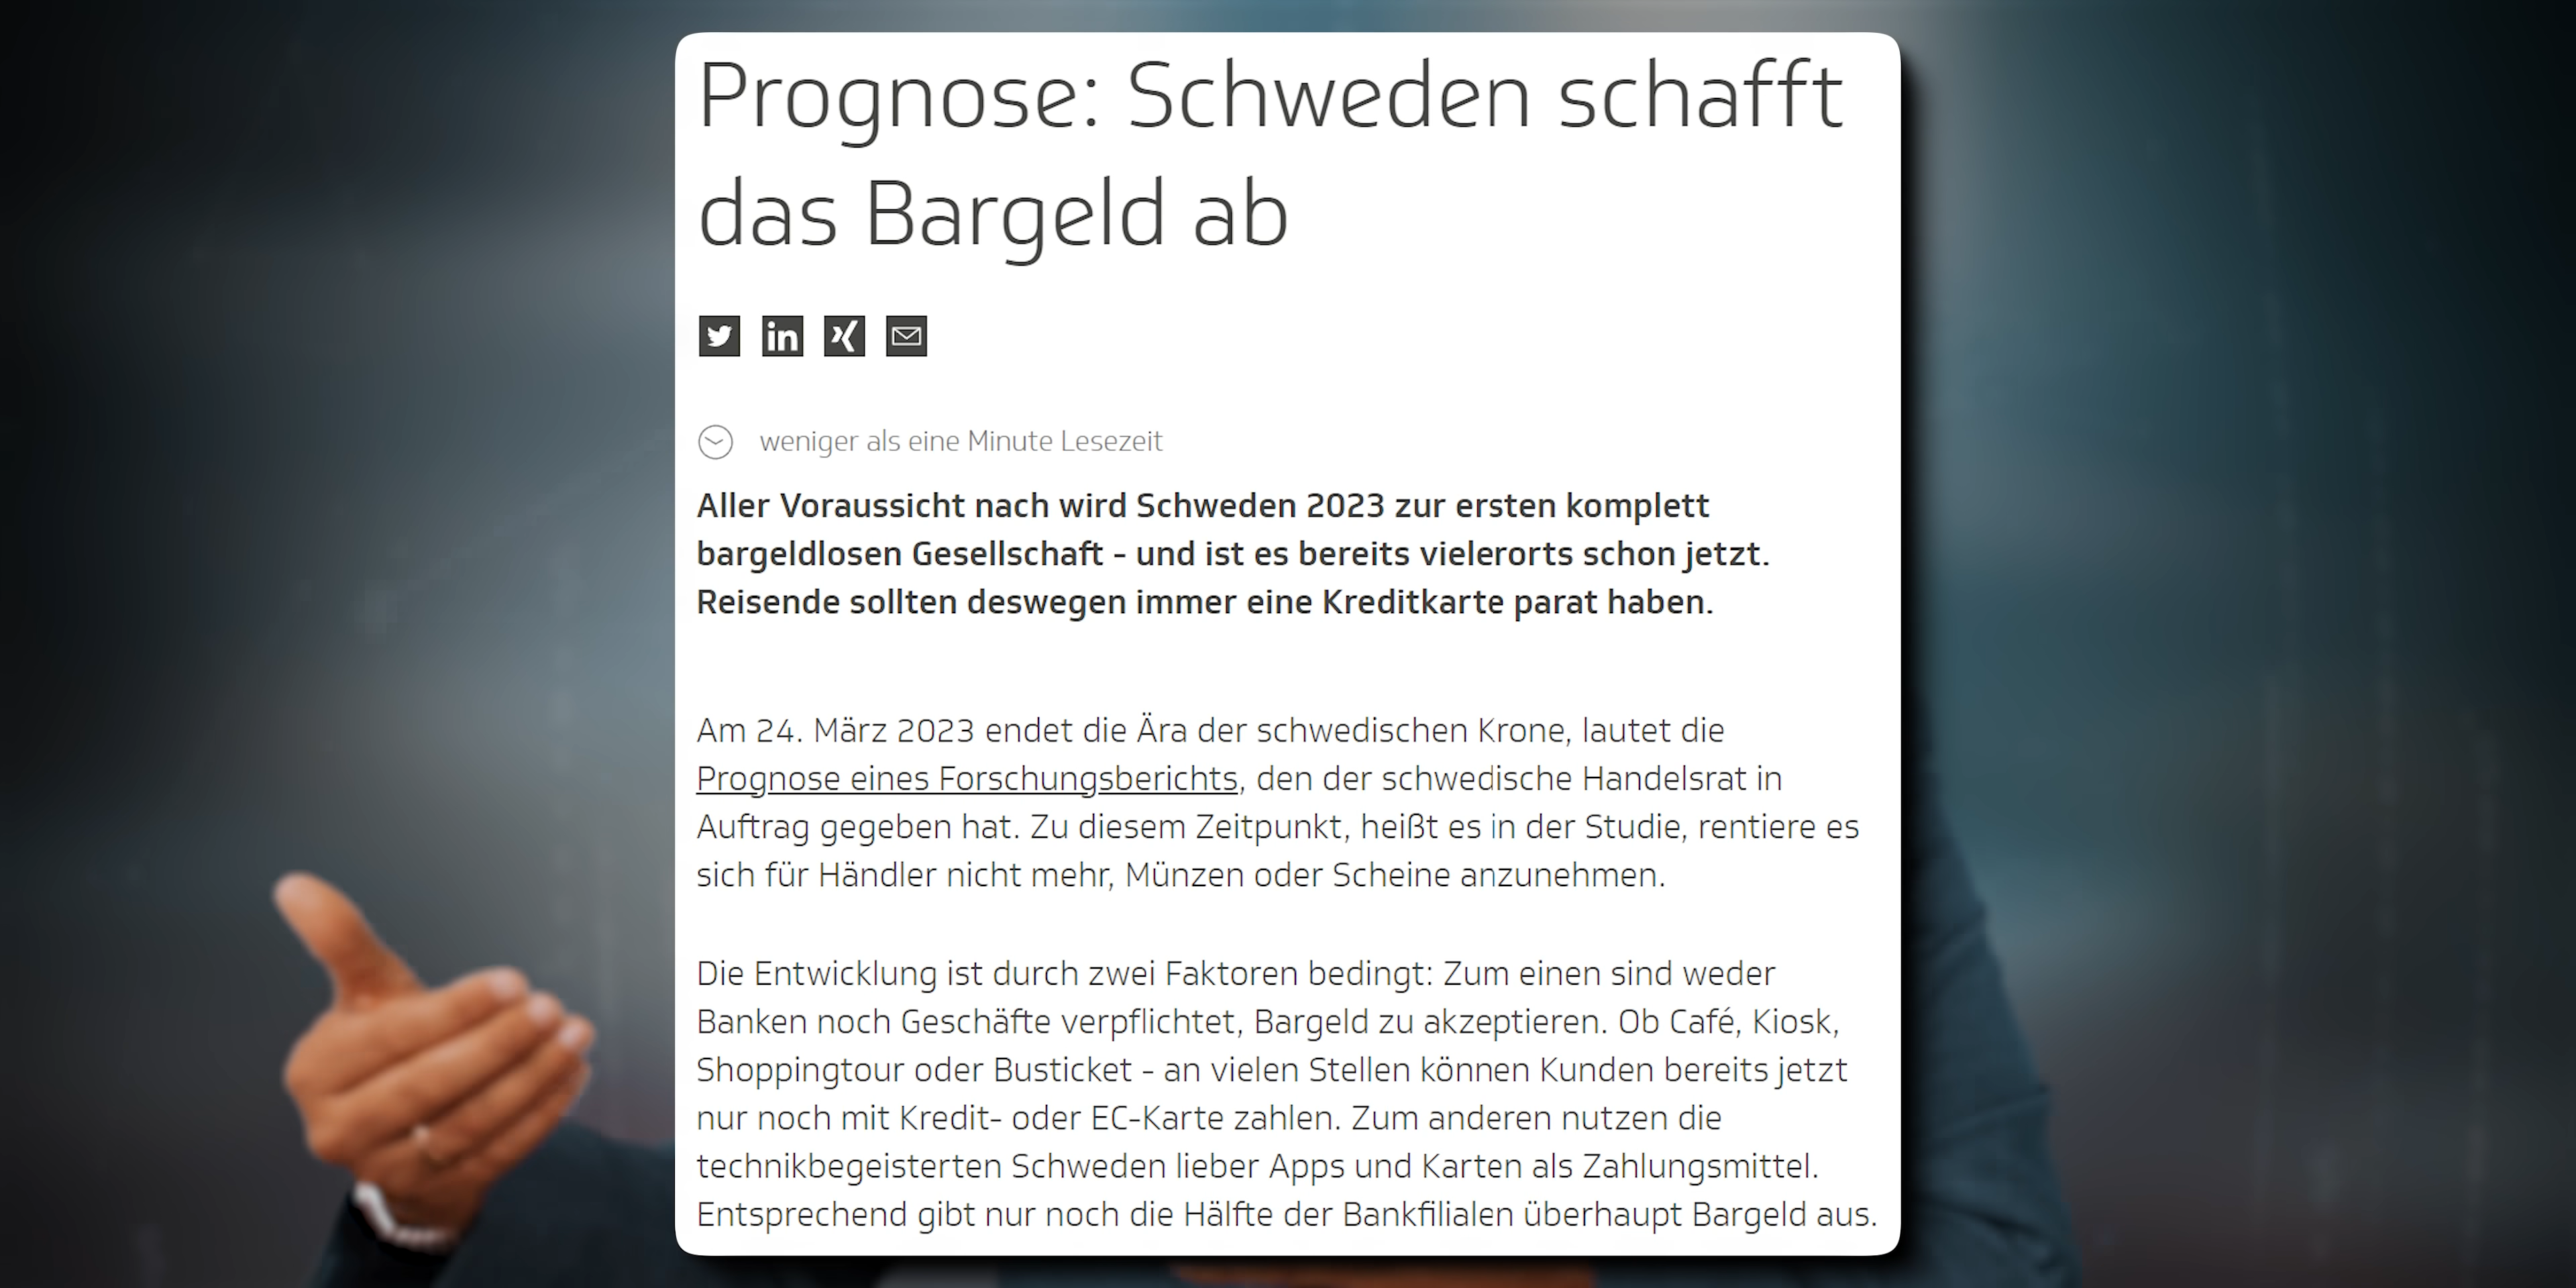 Prognose: Schweden schafft
das Bargeld ab
weniger als eine Minute Lesezeit
Aller Voraussicht nach wird Schweden 2023 zur ersten komplett
bargeldlosen Gesellschaft - und ist es bereits vielerorts schon jetzt.
Reisende sollten deswegen immer eine Kreditkarte parat haben.
Am 24. März 2023 endet die Ära der schwedischen Krone, lautet die
Prognose eines Forschungsberichts, den der schwedische Handelsrat in
Auftrag gegeben hat. Zu diesem Zeitpunkt, heißt es in der Studie, rentiere es
sich für Händler nicht mehr, Münzen oder Scheine anzunehmen.
Die Entwicklung ist durch zwei Faktoren bedingt: Zum einen sind weder
Banken noch Geschäfte verpflichtet, Bargeld zu akzeptieren. Ob Café, Kiosk,
Shoppingtour oder Busticket - an vielen Stellen können Kunden bereits jetzt
nur noch mit Kredit- oder EC-Karte zahlen. Zum anderen nutzen die
technikbegeisterten Schweden lieber Apps und Karten als Zahlungsmittel.
Entsprechend gibt nur noch die Hälfte der Bankfilialen überhaupt Bargeld aus.